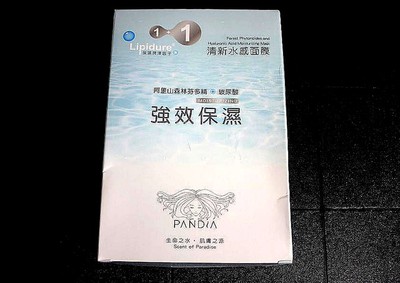 1·1
Lipidure®
Forest Phytoncides and
Hyaluronic Acid Moisturizing Mask
清新水感面膜
阿里山森林芬多精 + 玻尿酸
強效保濕
PANDiA
生命之水·肌膚之源
Scent of Paradise